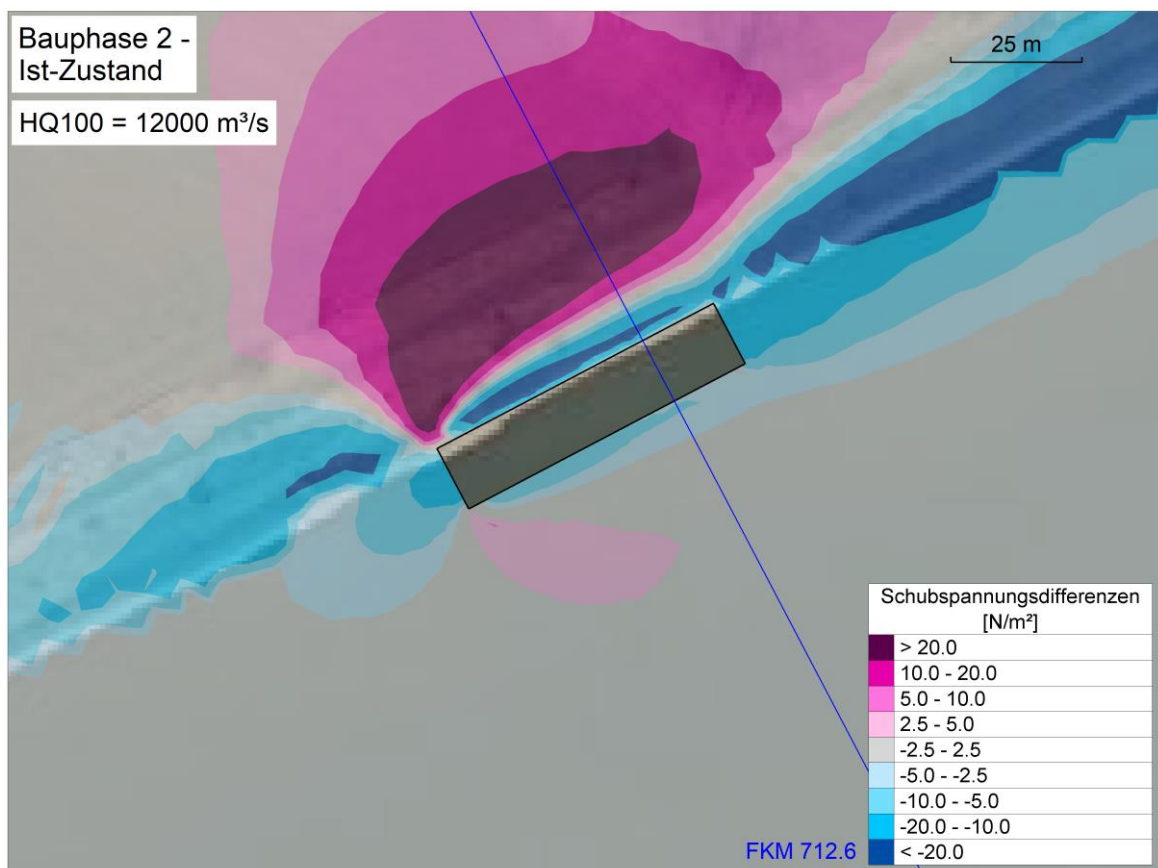 Bauphase 2 -
Ist-Zustand
HQ100 = 12000 m³/s
25 m
Schubspannungsdifferenzen
[N/m²]
> 20.0
10.0 - 20.0
5.0 - 10.0
2.5 - 5.0
-2.5 - 2.5
-5.0 - -2.5
-10.0 - -5.0
-20.0 - -10.0
< -20.0
FKM 712.6